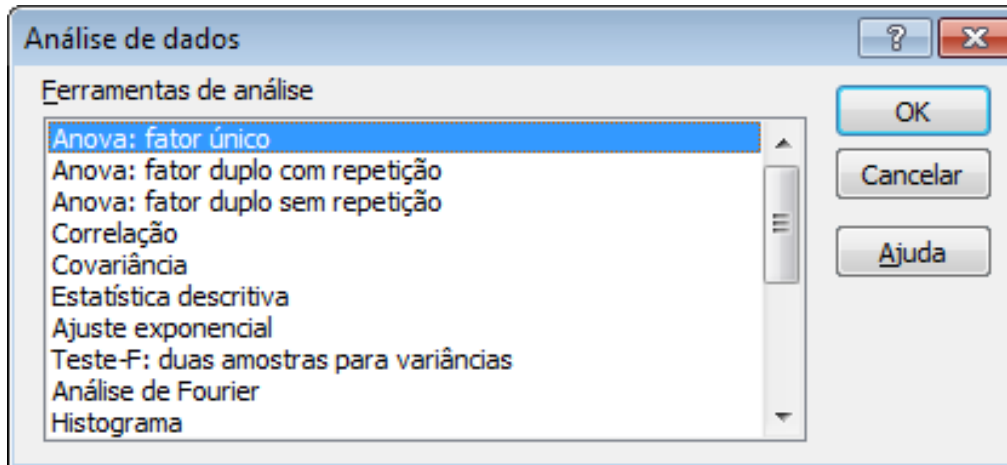 Análise de dados
Ferramentas de análise
Anova: fator único
Anova: fator duplo com repetição
Anova: fator duplo sem repetição
Correlação
Covariância
Estatística descritiva
Ajuste exponencial
Teste-F: duas amostras para variâncias
Análise de Fourier
Histograma
OK
Cancelar
Ajuda